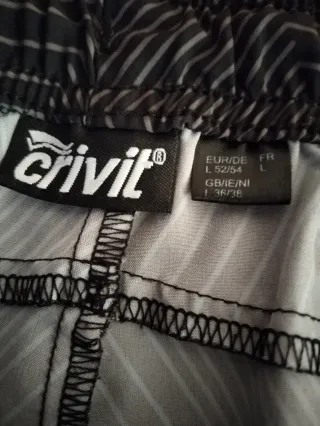 crivit®
EUR/DE FR
L 52/54 L
GB/IE/NI
L 36/38